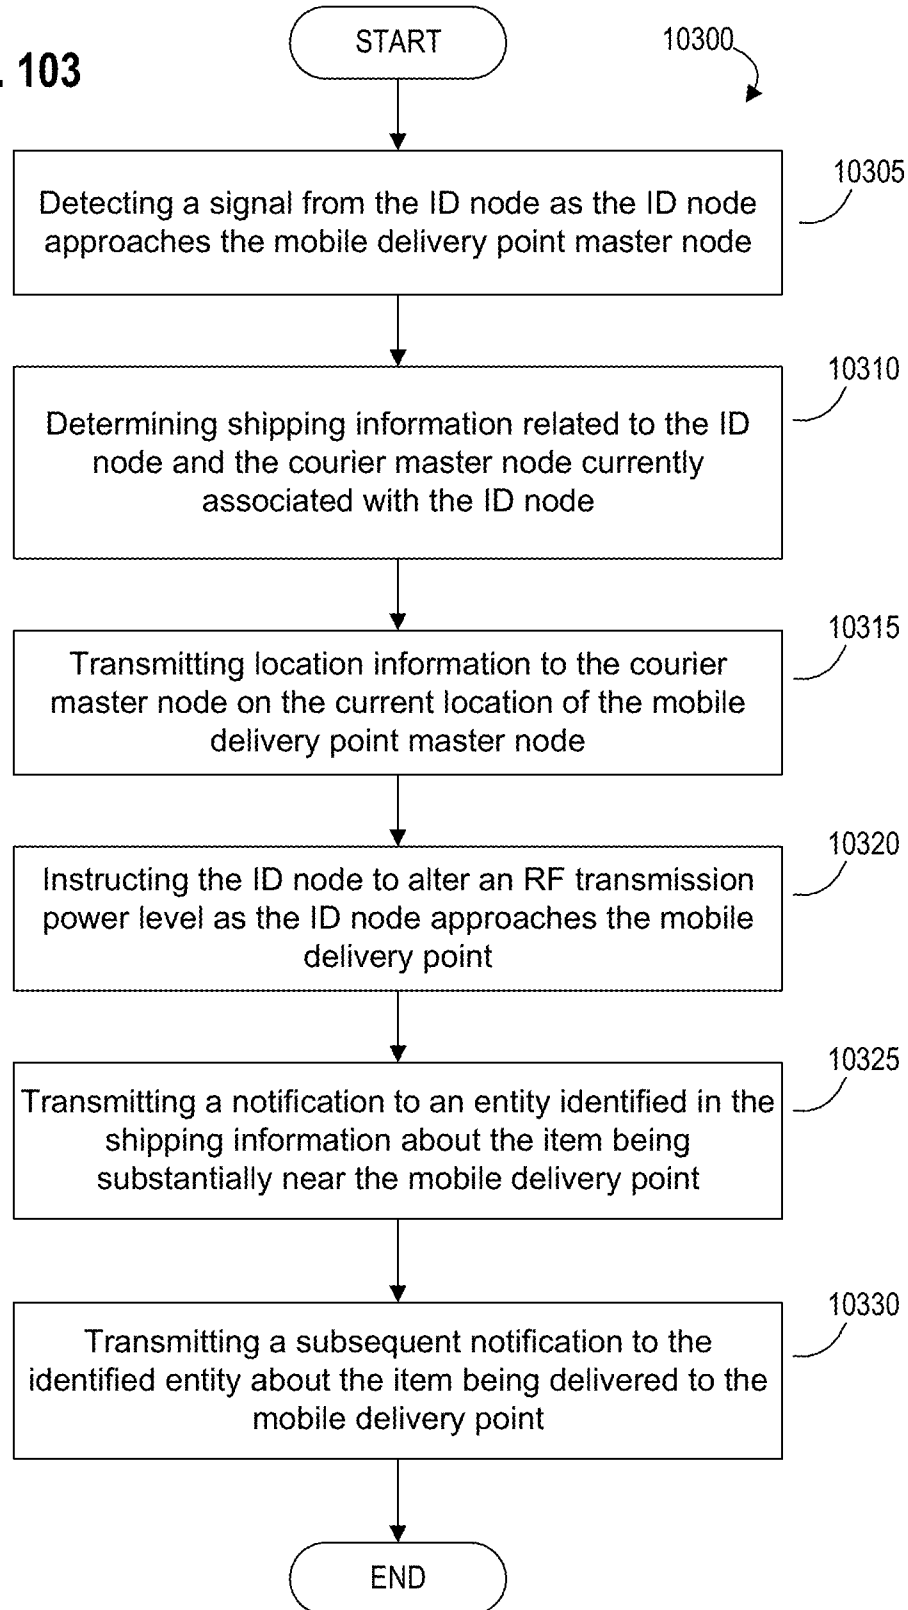 . 103
START
10300
10305
Detecting a signal from the ID node as the ID node
approaches the mobile delivery point master node
10310
Determining shipping information related to the ID
node and the courier master node currently
associated with the ID node
10315
Transmitting location information to the courier
master node on the current location of the mobile
delivery point master node
10320
Instructing the ID node to alter an RF transmission
power level as the ID node approaches the mobile
delivery point
10325
Transmitting a notification to an entity identified in the
shipping information about the item being
substantially near the mobile delivery point
10330
Transmitting a subsequent notification to the
identified entity about the item being delivered to the
mobile delivery point
END